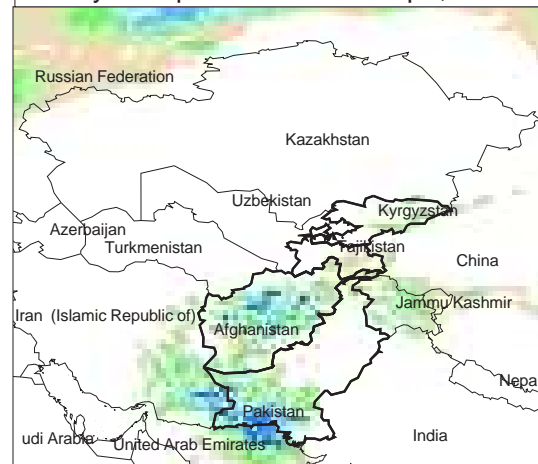 Russian Federation
Kazakhstan
Uzbekistan
Kyrgyzstan
Azerbaijan
Turkmenistan
Tajikistan
China
Iran (Islamic Republic of)
Jammu Kashmir
Afghanistan
Nepa
Pakistan
udi Arabia
United Arab Emirates
India